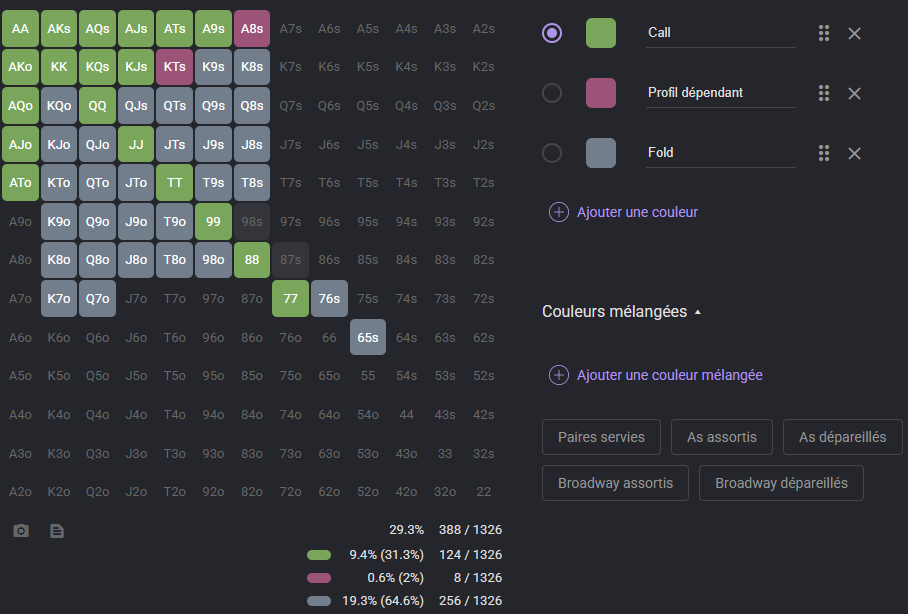 AA AKs AQs AJs ATs A9s A8s A7s A6s A5s A4s A3s A2s
AKo KK KQs KJs KTs K9s K8s K7s K6s K5s K4s K3s K2s
AQo KQo QQ QJs QTs Q9s Q8s Q7s Q6s Q5s Q4s Q3s Q2s
AJo KJo QJo JJ JTs J9s J8s J7s J6s J5s J4s J3s J2s
ATo KTo QTo JTo TT T9s T8s T7s T6s T5s T4s T3s T2s
A9o K9o Q9o J9o T9o 99 98s 97s 96s 95s 94s 93s 92s
A8o K8o Q8o J8o T8o 98o 88 87s 86s 85s 84s 83s 82s
A7o K7o Q7o J7o T7o 97o 87o 77 76s 75s 74s 73s 72s
A6o K6o Q6o J6o T6o 96o 86o 76o 66 65s 64s 63s 62s
A5o K5o Q5o J5o T5o 95o 85o 75o 65o 55 54s 53s 52s
A4o K4o Q4o J4o T4o 94o 84o 74o 64o 54o 44 43s 42s
A3o K3o Q3o J3o T3o 93o 83o 73o 63o 53o 43o 33 32s
A2o K2o Q2o J2o T2o 92o 82o 72o 62o 52o 42o 32o 22
29.3% 388 / 1326
9.4% (31.3%) 124 / 1326
0.6% (2%) 8 / 1326
19.3% (64.6%) 256 / 1326
Call
Profil dépendant
Fold
Ajouter une couleur
Couleurs mélangées
Ajouter une couleur mélangée
Paires servies As assortis As dépareillés
Broadway assortis Broadway dépareillés